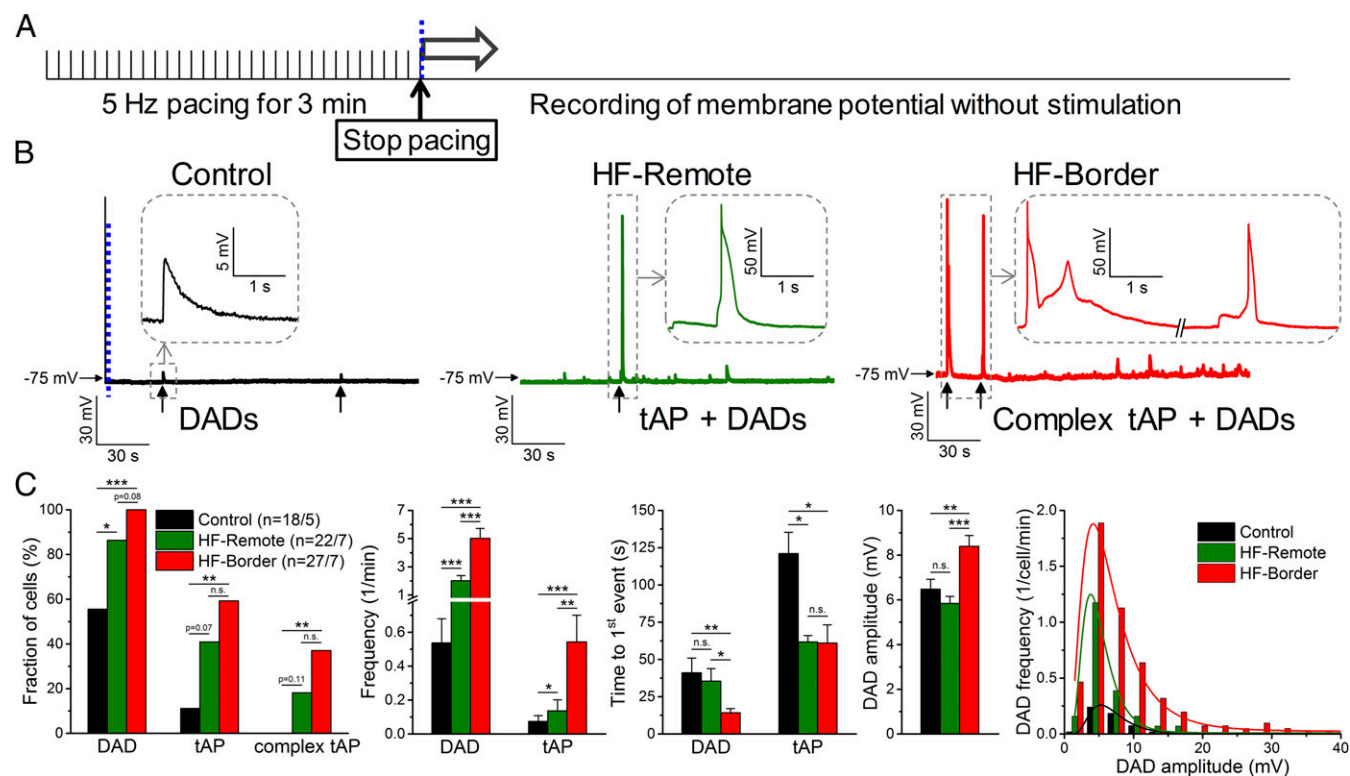 A
5 Hz pacing for 3 min
Recording of membrane potential without stimulation
Stop pacing
B
Control
HF-Remote
HF-Border
5 mV
1 s
50 mV
1 s
50 mV
1 s
-75 mV
-75 mV
-75 mV
DADs
tAP + DADs
Complex tAP + DADs
30 mV
30 s
30 mV
30 s
30 mV
30 s
C
Fraction of cells (%)
100
80
60
40
20
0
***
p=0.08
*
**
n.s.
p=0.07
**
n.s.
p=0.11
Control (n=18/5)
HF-Remote (n=22/7)
HF-Border (n=27/7)
DAD
tAP
complex tAP
Frequency (1/min)
7
5
3
1
0.6
0.4
0.2
0.0
***
***
***
***
**
*
DAD
tAP
Time to 1st event (s)
150
125
100
75
50
25
0
**
n.s.
*
*
*
n.s.
DAD
tAP
DAD amplitude (mV)
10
8
6
4
2
0
**
***
n.s.
DAD frequency (1/cell/min)
2.0
1.5
1.0
0.5
0.0
Control
HF-Remote
HF-Border
0
10
20
30
40
DAD amplitude (mV)